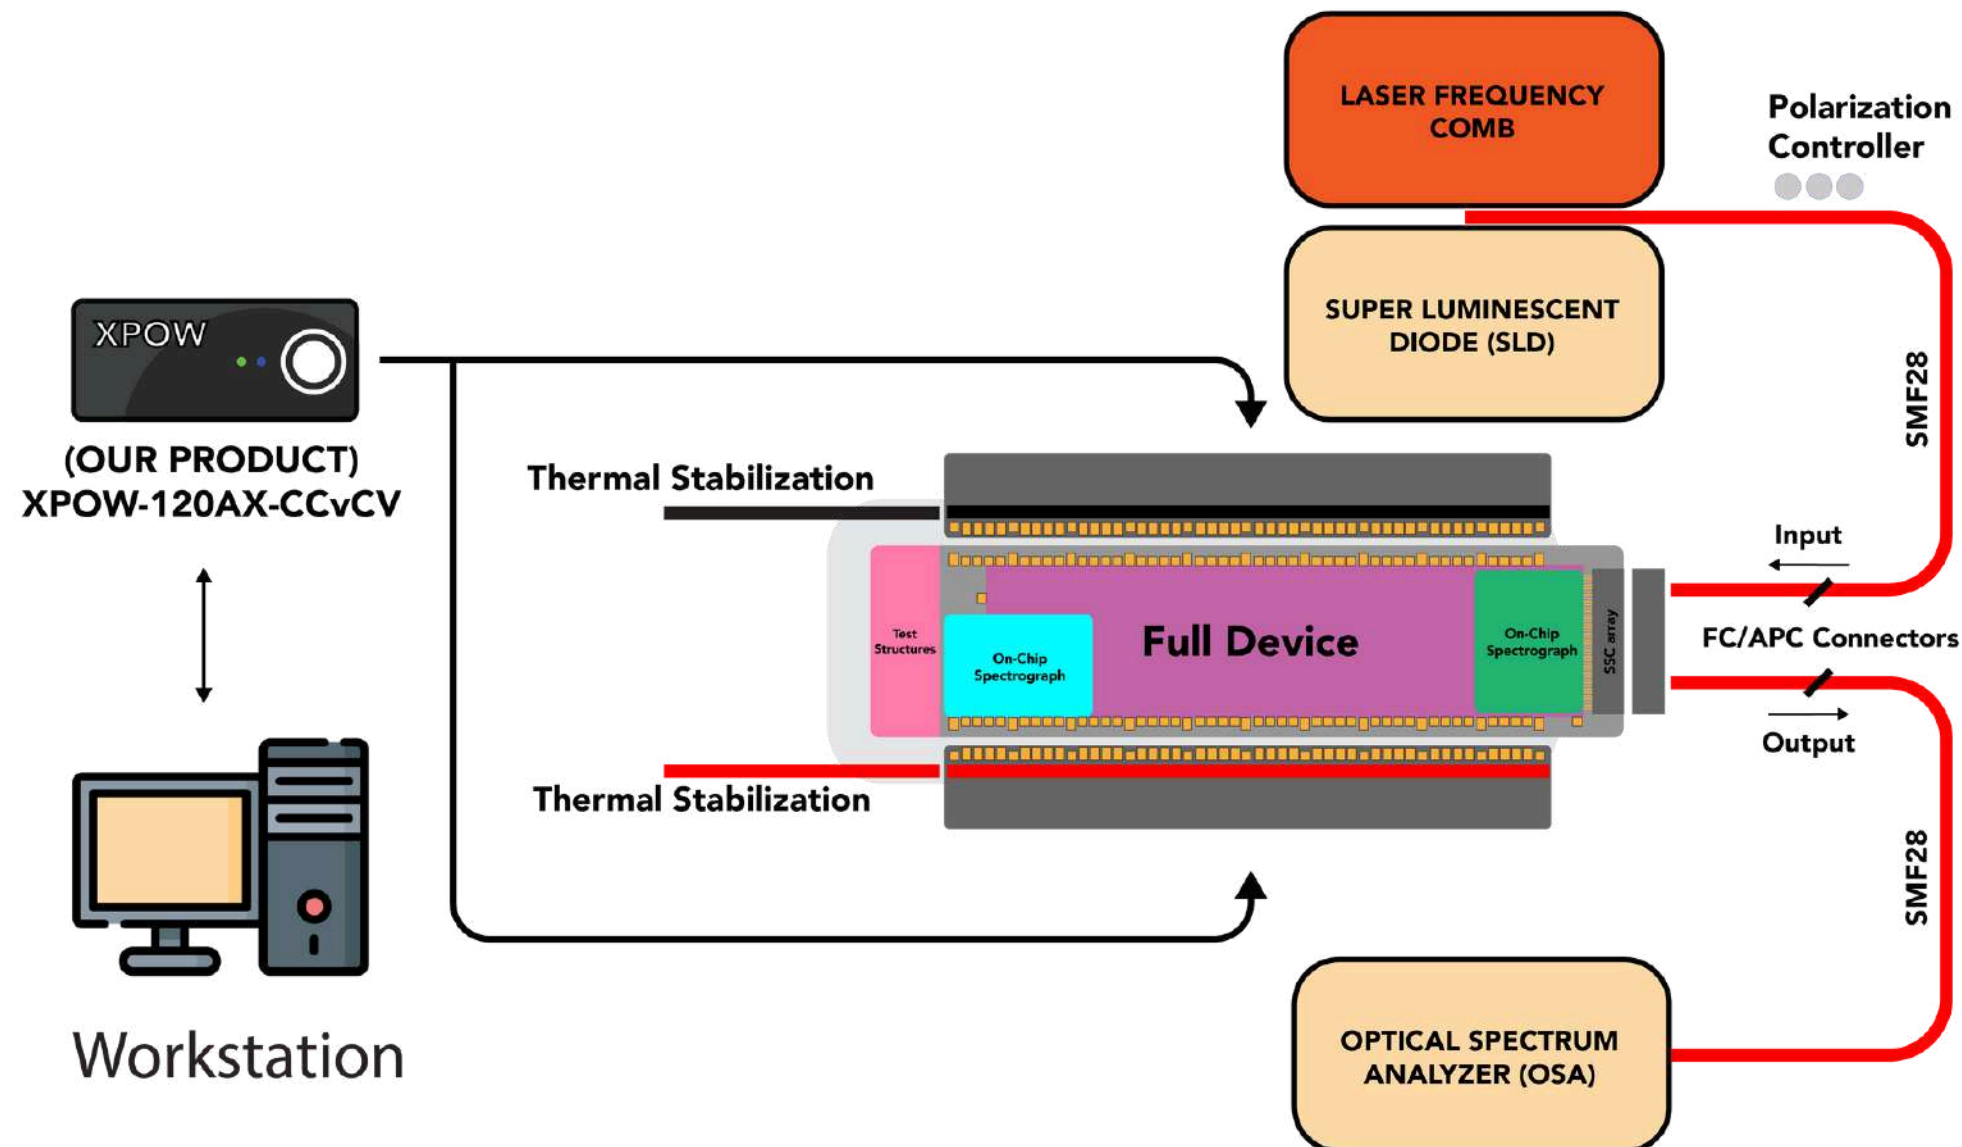 LASER FREQUENCY
COMB
Polarization
Controller
SUPER LUMINESCENT
DIODE (SLD)
SMF28
XPOW
(OUR PRODUCT)
XPOW-120AX-CCvCV
Thermal Stabilization
Input
Test
Structures
On-Chip
Spectrograph
Full Device
On-Chip
Spectrograph
SSC array
FC/APC Connectors
Output
Thermal Stabilization
SMF28
Workstation
OPTICAL SPECTRUM
ANALYZER (OSA)